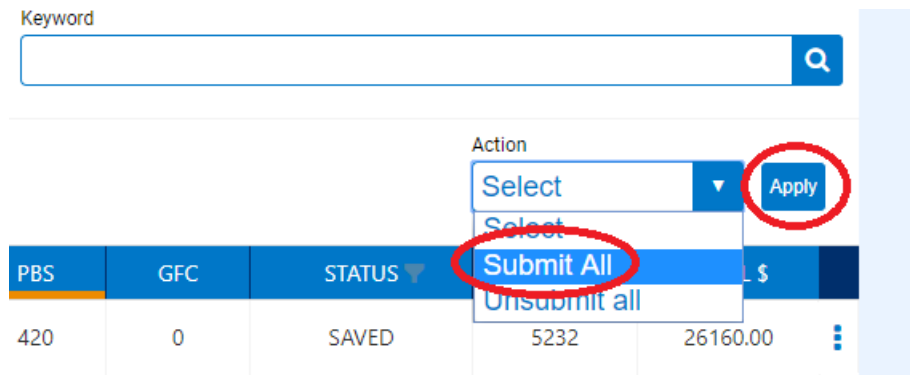 Keyword
Action
Select
Apply
Select
Submit All
Unsubmit all
PBS GFC STATUS L $
420 0 SAVED 5232 26160.00